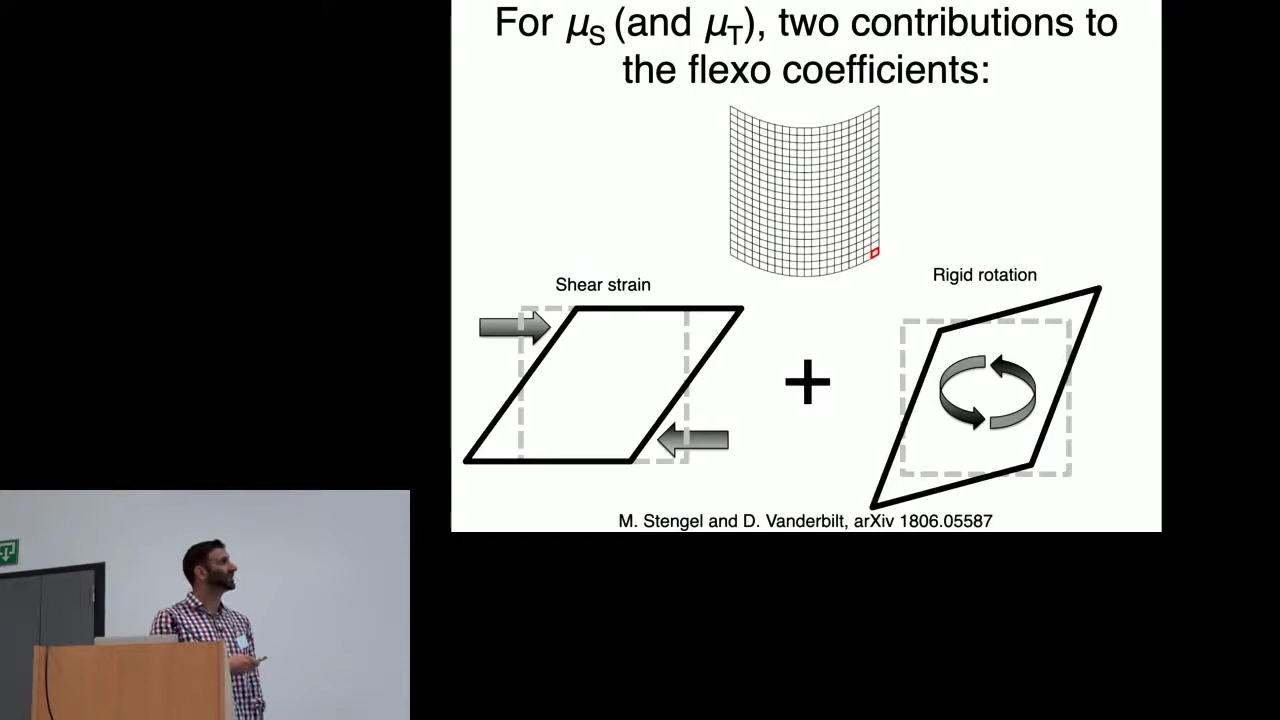 For μS (and μT), two contributions to
the flexo coefficients:
Shear strain
Rigid rotation
+
M. Stengel and D. Vanderbilt, arXiv 1806.05587